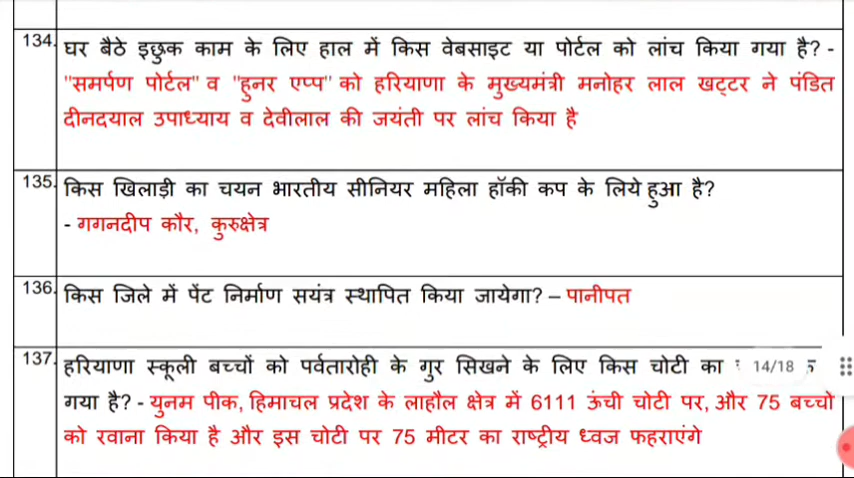 134. घर बैठे इछुक काम के लिए हाल में किस वेबसाइट या पोर्टल को लांच किया गया है? -
"समर्पण पोर्टल" व "हुनर एप्प" को हरियाणा के मुख्यमंत्री मनोहर लाल खट्टर ने पंडित
दीनदयाल उपाध्याय व देवीलाल की जयंती पर लांच किया है
135. किस खिलाड़ी का चयन भारतीय सीनियर महिला हॉकी कप के लिये हुआ है?
- गगनदीप कौर, कुरुक्षेत्र
136. किस जिले में पेंट निर्माण सयंत्र स्थापित किया जायेगा? – पानीपत
137. हरियाणा स्कूली बच्चों को पर्वतारोही के गुर सिखने के लिए किस चोटी का 14/18
गया है? - युनम पीक, हिमाचल प्रदेश के लाहौल क्षेत्र में 6111 ऊंची चोटी पर, और 75 बच्चो
को रवाना किया है और इस चोटी पर 75 मीटर का राष्ट्रीय ध्वज फहराएंगे